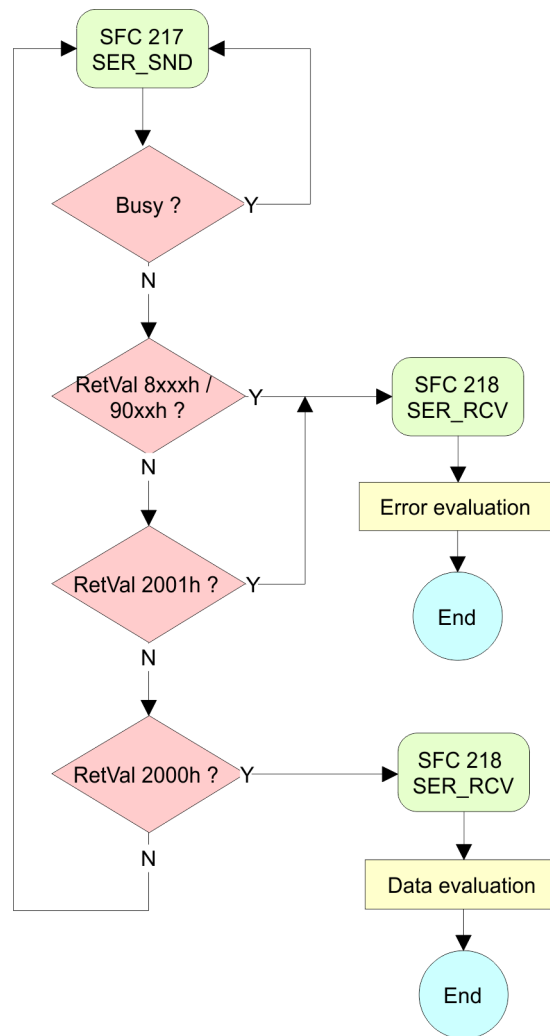 SFC 217
SER_SND
Busy ?
Y
N
RetVal 8xxxh /
90xxh ?
Y
SFC 218
SER_RCV
N
Error evaluation
RetVal 2001h ?
Y
End
N
SFC 218
SER_RCV
RetVal 2000h ?
Y
N
Data evaluation
End